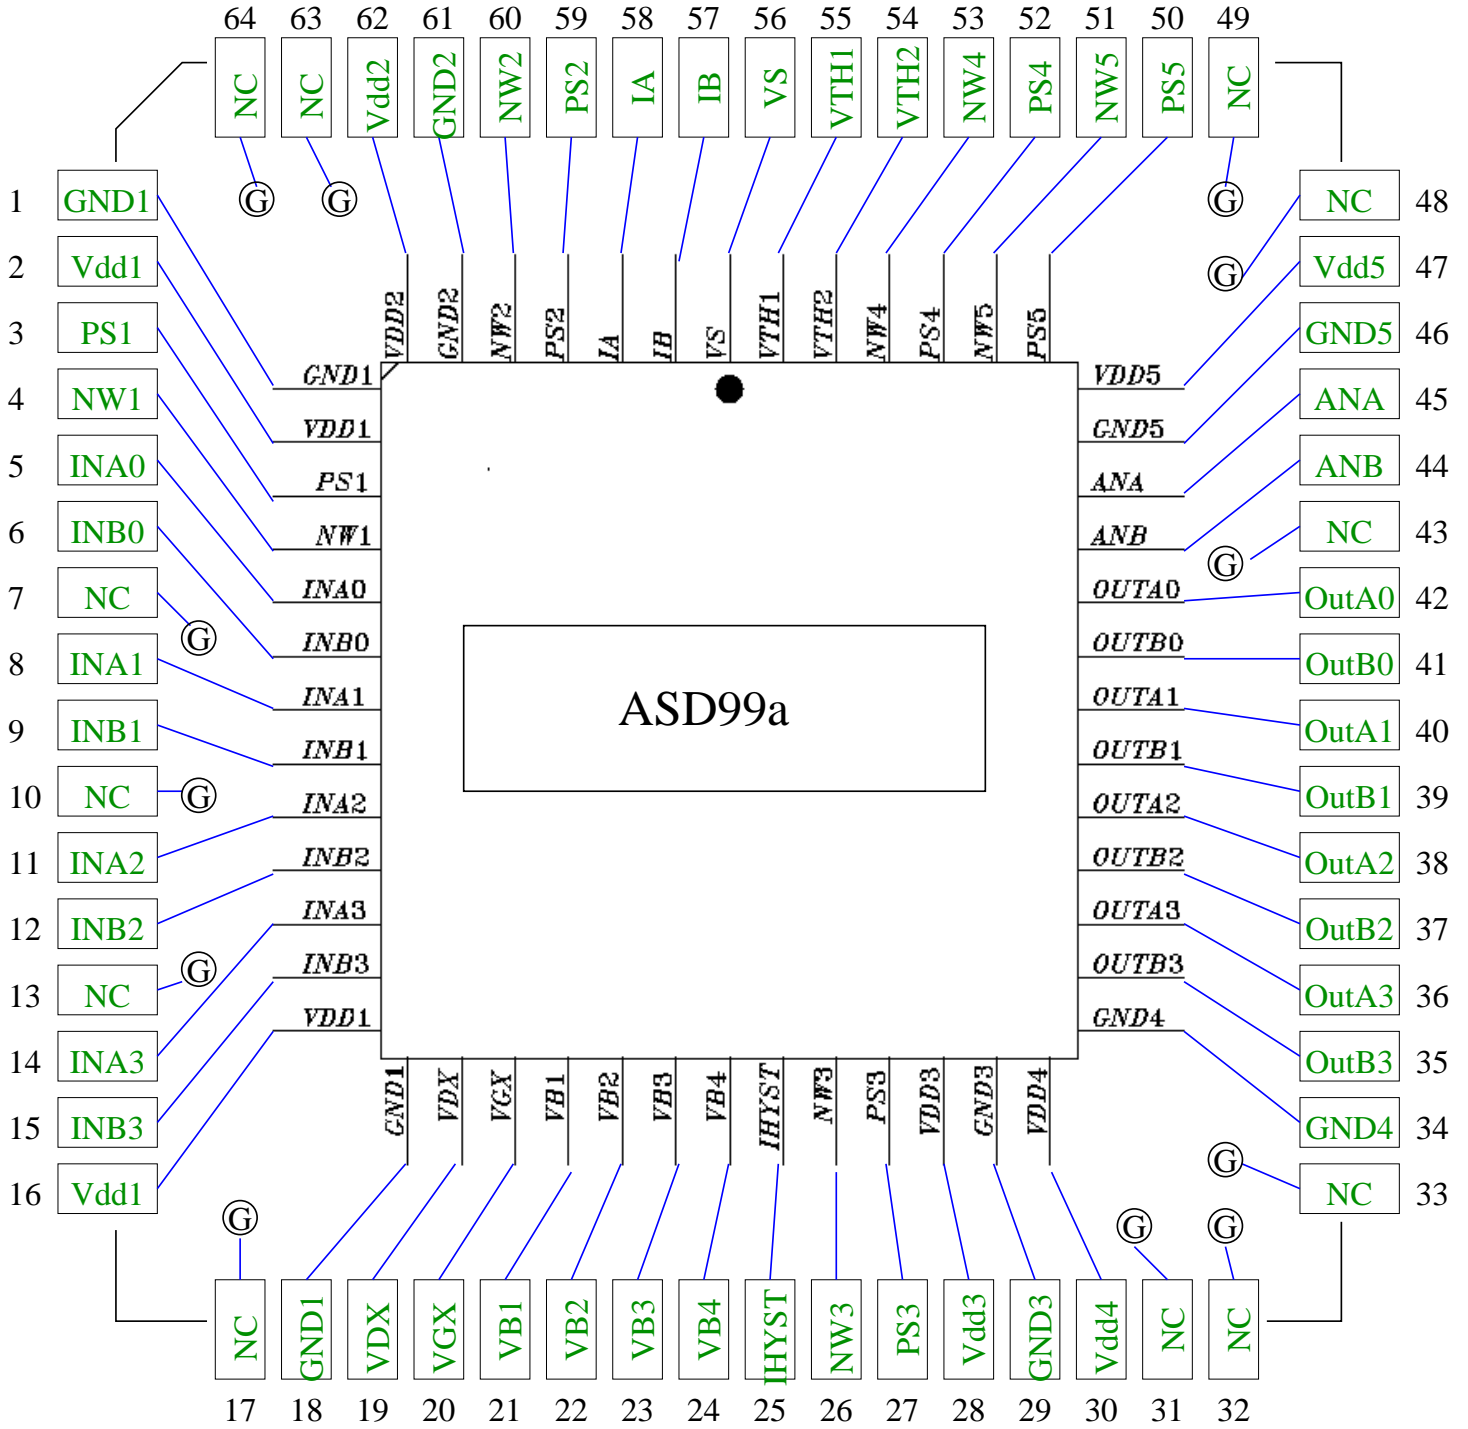 64 63 62 61 60 59 58 57 56 55 54 53 52 51 50 49
NC NC Vdd2 GND2 NW2 PS2 IA IB VS VTH1 VTH2 NW4 PS4 NW5 PS5 NC
G G G
1 GND1
2 Vdd1
3 PS1
4 NW1
5 INA0
6 INB0
7 NC
G
8 INA1
9 INB1
10 NC G
11 INA2
12 INB2
13 NC G
14 INA3
15 INB3
16 Vdd1
VDD2 GND2 NW2 PS2 IA IB VS VTH1 VTH2 NW4 PS4 NW5 PS5
GND1
VDD1
PS1
NW1
INA0
INB0
INA1
INB1
INA2
INB2
INA3
INB3
VDD1
ASD99a
VDD5
GND5
ANA
ANB
OUTA0
OUTB0
OUTA1
OUTB1
OUTA2
OUTB2
OUTA3
OUTB3
GND4
GND1 VDX VGX VB1 VB2 VB3 VB4 IHYST NW3 PS3 VDD3 GND3 VDD4
NC 48
G
Vdd5 47
GND5 46
ANA 45
ANB 44
NC 43
G
OutA0 42
OutB0 41
OutA1 40
OutB1 39
OutA2 38
OutB2 37
OutA3 36
OutB3 35
GND4 34
G
NC 33
G G G
NC GND1 VDX VGX VB1 VB2 VB3 VB4 IHYST NW3 PS3 Vdd3 GND3 Vdd4 NC NC
17 18 19 20 21 22 23 24 25 26 27 28 29 30 31 32